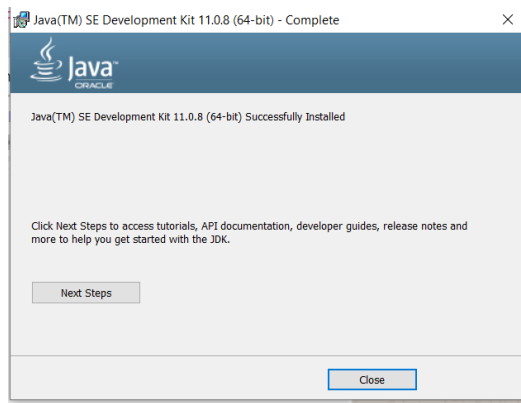 Java(TM) SE Development Kit 11.0.8 (64-bit) - Complete
Java™
ORACLE
Java(TM) SE Development Kit 11.0.8 (64-bit) Successfully Installed
Click Next Steps to access tutorials, API documentation, developer guides, release notes and
more to help you get started with the JDK.
Next Steps
Close